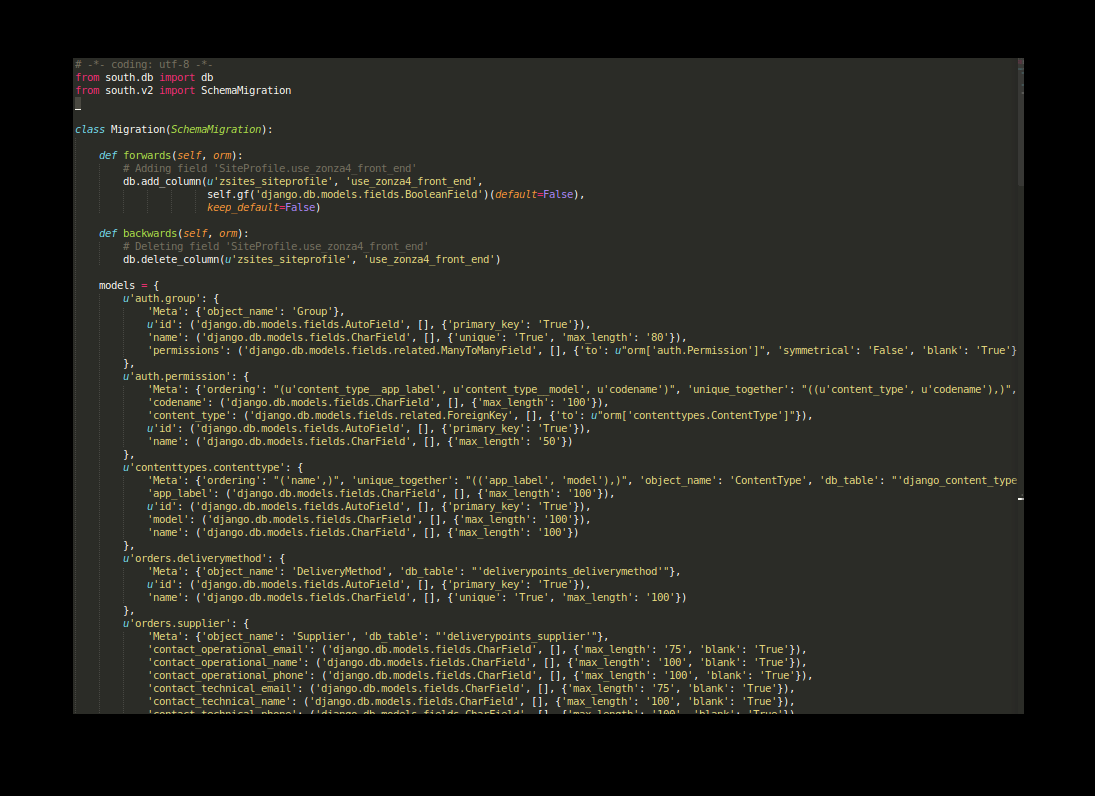 # -*- coding: utf-8 -*-
from south.db import db
from south.v2 import SchemaMigration
class Migration(SchemaMigration):
def forwards(self, orm):
# Adding field 'SiteProfile.use_zonza4_front_end'
db.add_column(u'zsites_siteprofile', 'use_zonza4_front_end',
self.gf('django.db.models.fields.BooleanField')(default=False),
keep_default=False)
def backwards(self, orm):
# Deleting field 'SiteProfile.use_zonza4_front_end'
db.delete_column(u'zsites_siteprofile', 'use_zonza4_front_end')
models = {
u'auth.group': {
'Meta': {'object_name': 'Group'},
u'id': ('django.db.models.fields.AutoField', [], {'primary_key': 'True'}),
'name': ('django.db.models.fields.CharField', [], {'unique': 'True', 'max_length': '80'}),
'permissions': ('django.db.models.fields.related.ManyToManyField', [], {'to': u"orm['auth.Permission']", 'symmetrical': 'False', 'blank': 'True'}
},
u'auth.permission': {
'Meta': {'ordering': "(u'content_type__app_label', u'content_type__model', u'codename')", 'unique_together': "((u'content_type', u'codename'),)",
'codename': ('django.db.models.fields.CharField', [], {'max_length': '100'}),
'content_type': ('django.db.models.fields.related.ForeignKey', [], {'to': u"orm['contenttypes.ContentType']"}),
u'id': ('django.db.models.fields.AutoField', [], {'primary_key': 'True'}),
'name': ('django.db.models.fields.CharField', [], {'max_length': '50'})
},
u'contenttypes.contenttype': {
'Meta': {'ordering': "('name',)", 'unique_together': "(('app_label', 'model'),)", 'object_name': 'ContentType', 'db_table': "'django_content_type
'app_label': ('django.db.models.fields.CharField', [], {'max_length': '100'}),
u'id': ('django.db.models.fields.AutoField', [], {'primary_key': 'True'}),
'model': ('django.db.models.fields.CharField', [], {'max_length': '100'}),
'name': ('django.db.models.fields.CharField', [], {'max_length': '100'})
},
u'orders.deliverymethod': {
'Meta': {'object_name': 'DeliveryMethod', 'db_table': "'deliverypoints_deliverymethod'"},
u'id': ('django.db.models.fields.AutoField', [], {'primary_key': 'True'}),
'name': ('django.db.models.fields.CharField', [], {'unique': 'True', 'max_length': '100'})
},
u'orders.supplier': {
'Meta': {'object_name': 'Supplier', 'db_table': "'deliverypoints_supplier'"},
'contact_operational_email': ('django.db.models.fields.CharField', [], {'max_length': '75', 'blank': 'True'}),
'contact_operational_name': ('django.db.models.fields.CharField', [], {'max_length': '100', 'blank': 'True'}),
'contact_operational_phone': ('django.db.models.fields.CharField', [], {'max_length': '100', 'blank': 'True'}),
'contact_technical_email': ('django.db.models.fields.CharField', [], {'max_length': '75', 'blank': 'True'}),
'contact_technical_name': ('django.db.models.fields.CharField', [], {'max_length': '100', 'blank': 'True'}),
'contact_technical_phone': ('django.db.models.fields.CharField', [], {'max_length': '100', 'blank': 'True'}),